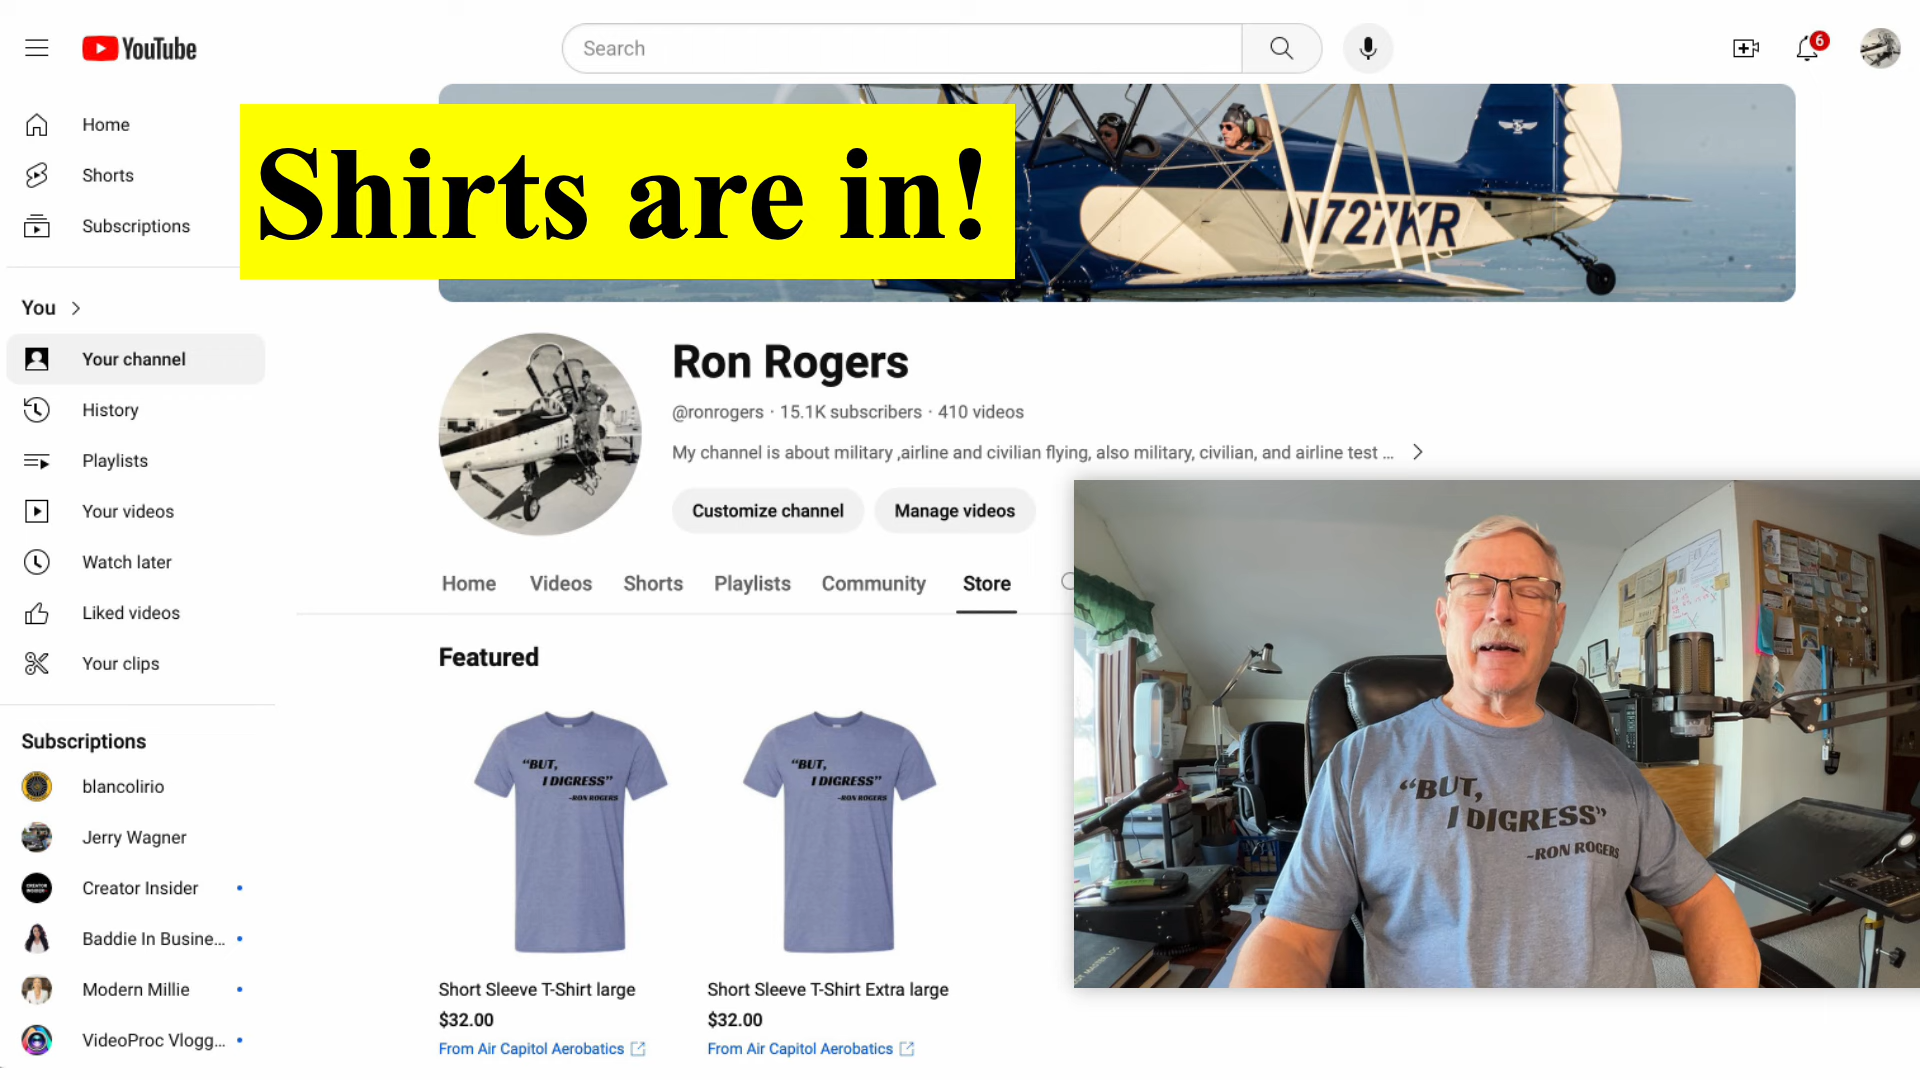 YouTube
Search
6
Home
Shorts
Subscriptions
Shirts are in!
N727KR
You
Your channel
History
Playlists
Your videos
Watch later
Liked videos
Your clips
Ron Rogers
@ronrogers · 15.1K subscribers · 410 videos
My channel is about military ,airline and civilian flying, also military, civilian, and airline test ...
Customize channel
Manage videos
Home
Videos
Shorts
Playlists
Community
Store
Featured
"BUT,
I DIGRESS"
-RON ROGERS
"BUT,
I DIGRESS"
-RON ROGERS
Short Sleeve T-Shirt large
$32.00
From Air Capitol Aerobatics
Short Sleeve T-Shirt Extra large
$32.00
From Air Capitol Aerobatics
"BUT,
I DIGRESS"
-RON ROGERS
MASTER LOG
Subscriptions
blancolirio
Jerry Wagner
Creator Insider
Baddie In Busine...
Modern Millie
VideoProc Vlogg...